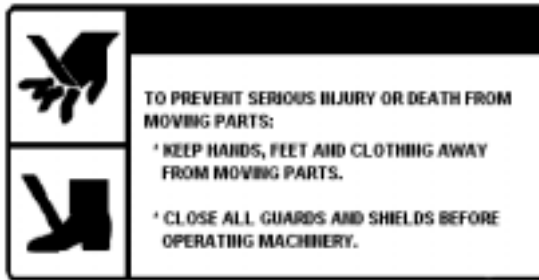 TO PREVENT SERIOUS INJURY OR DEATH FROM
MOVING PARTS:
* KEEP HANDS, FEET AND CLOTHING AWAY
FROM MOVING PARTS.
* CLOSE ALL GUARDS AND SHIELDS BEFORE
OPERATING MACHINERY.